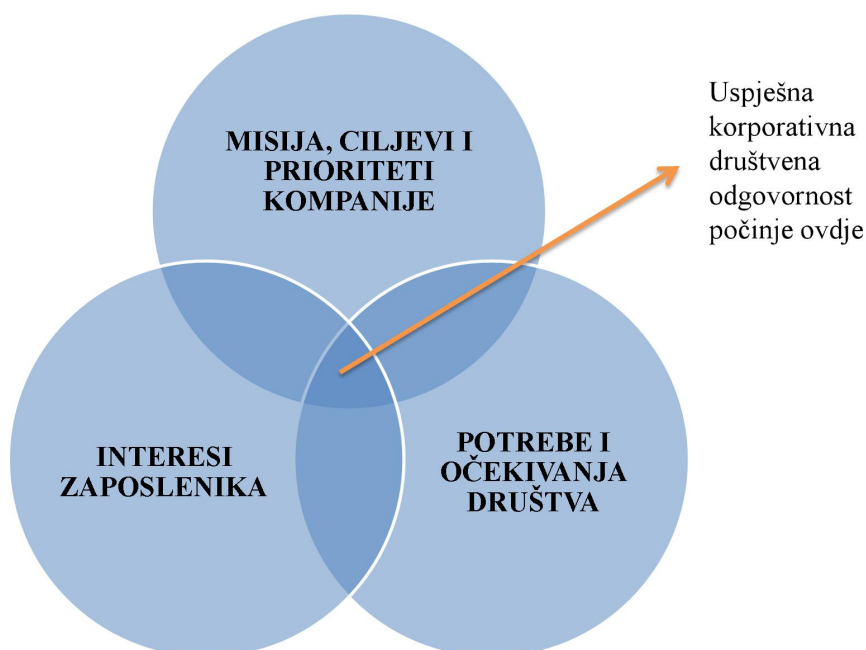 MISIJA, CILJEVI I
PRIORITETI
KOMPANIJE
Uspješna
korporativna
društvena
odgovornost
počinje ovdje
INTERESI
ZAPOSLENIKA
POTREBE I
OČEKIVANJA
DRUŠTVA